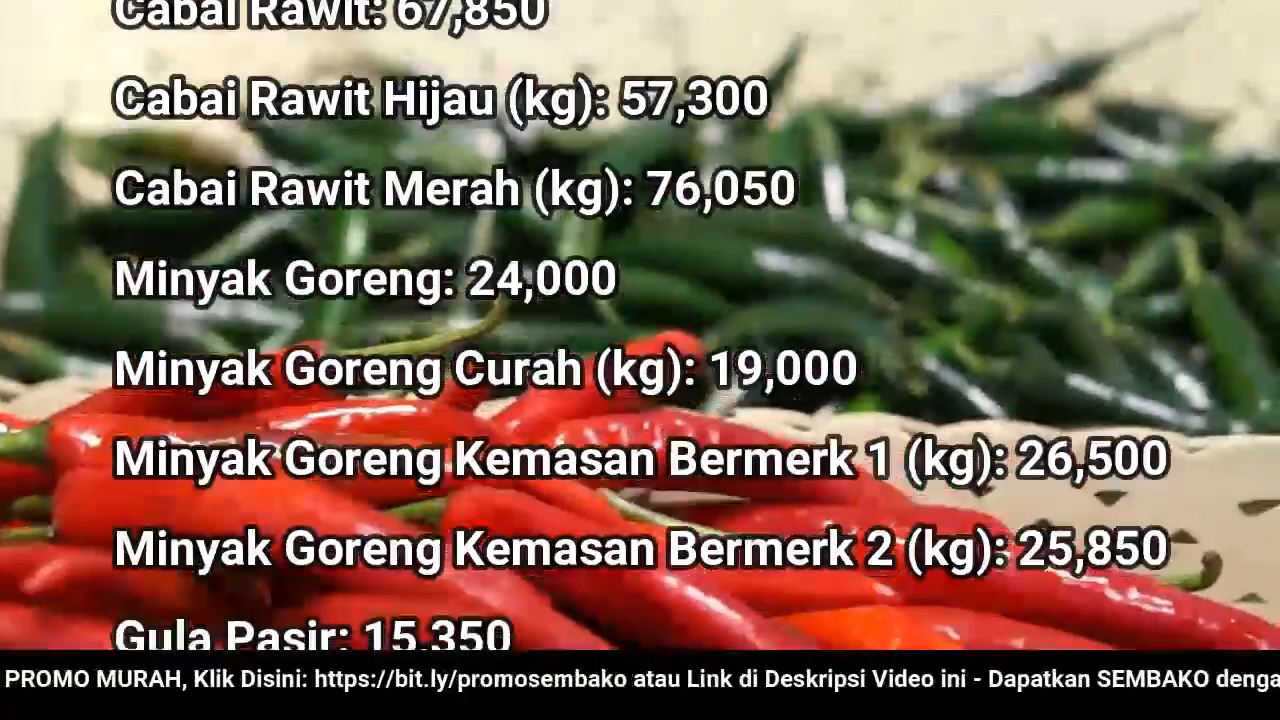 Cabai Rawit: 67,850
Cabai Rawit Hijau (kg): 57,300
Cabai Rawit Merah (kg): 76,050
Minyak Goreng: 24,000
Minyak Goreng Curah (kg): 19,000
Minyak Goreng Kemasan Bermerk 1 (kg): 26,500
Minyak Goreng Kemasan Bermerk 2 (kg): 25,850
Gula Pasir: 15,350
PROMO MURAH, Klik Disini: https://bit.ly/promosembako atau Link di Deskripsi Video ini - Dapatkan SEMBAKO denga